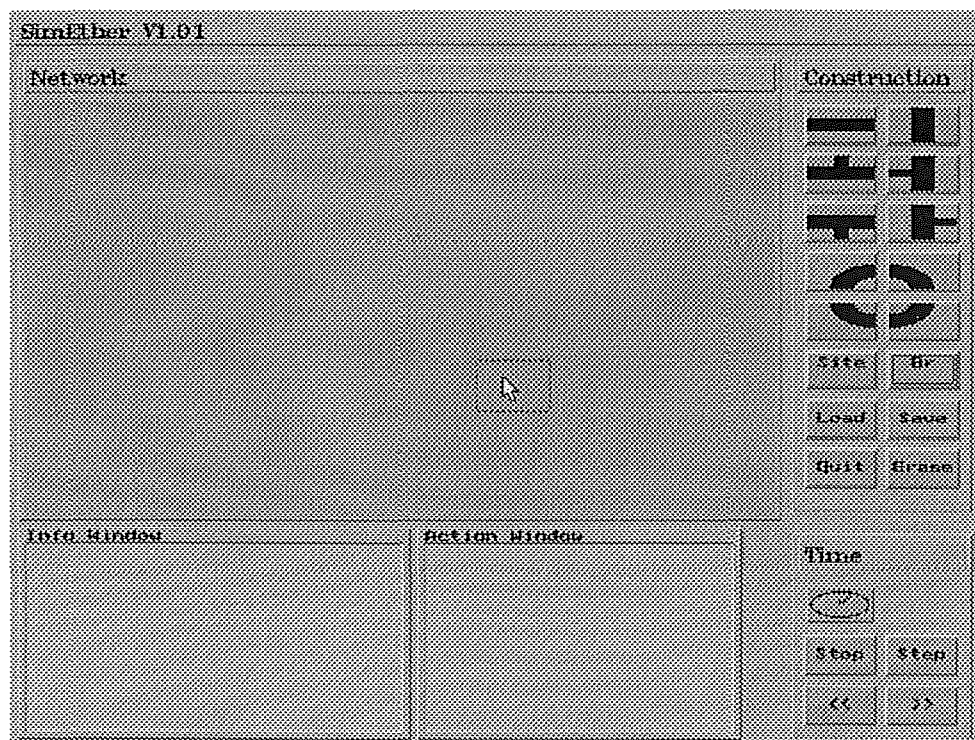 SimEther V1.01
Network
Construction
Site
Load Save
Quit Erase
Info Window
Action Window
Time
Stop Step
<< >>